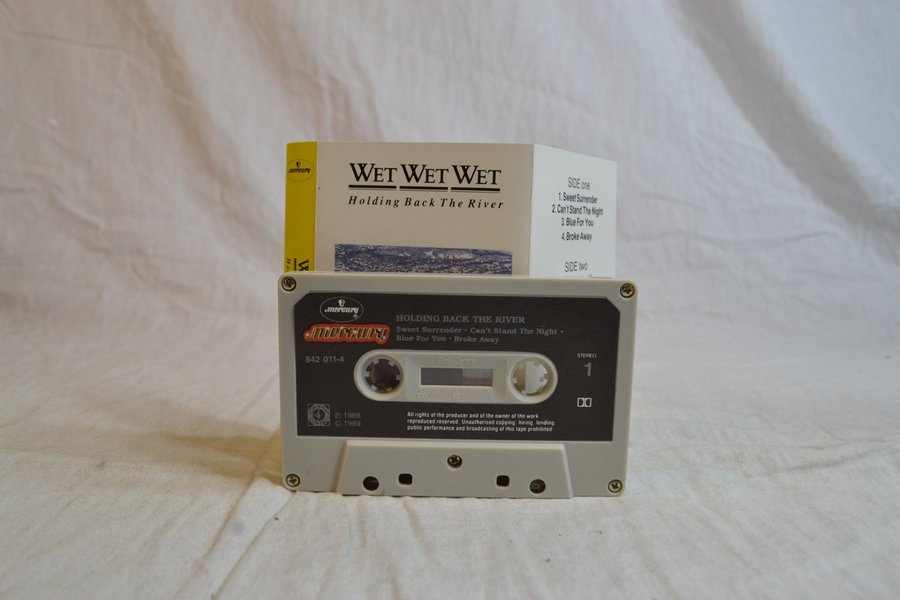 mercury
WET WET WET
Holding Back The River
SIDE one
1. Sweet Surrender
2. Can't Stand The Night
3. Blue For You
4. Broke Away
SIDE two
mercury
mercury
HOLDING BACK THE RIVER
Sweet Surrender · Can't Stand The Night ·
Blue For You · Broke Away
842 011-4
STEREO
1
100 50 0
℗ 1989
© 1989
All rights of the producer and of the owner of the work
reproduced reserved. Unauthorised copying, hiring, lending
public performance and broadcasting of this tape prohibited